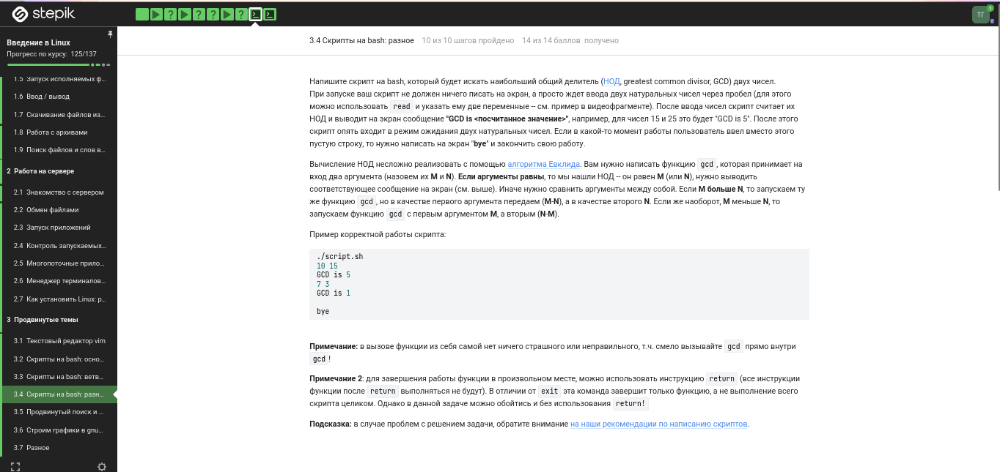 stepik
ТГ
1
Введение в Linux
Прогресс по курсу: 125/137
1.5 Запуск исполняемых ф...
1.6 Ввод / вывод
1.7 Скачивание файлов из...
1.8 Работа с архивами
1.9 Поиск файлов и слов в...
2 Работа на сервере
2.1 Знакомство с сервером
2.2 Обмен файлами
2.3 Запуск приложений
2.4 Контроль запускаемых...
2.5 Многопоточные прило...
2.6 Менеджер терминалов...
2.7 Как установить Linux: р...
3 Продвинутые темы
3.1 Текстовый редактор vim
3.2 Скрипты на bash: осно...
3.3 Скрипты на bash: ветв...
3.4 Скрипты на bash: разн...
3.5 Продвинутый поиск и ...
3.6 Строим графики в gnu...
3.7 Разное
3.4 Скрипты на bash: разное 10 из 10 шагов пройдено 14 из 14 баллов получено
Напишите скрипт на bash, который будет искать наибольший общий делитель (НОД, greatest common divisor, GCD) двух чисел.
При запуске ваш скрипт не должен ничего писать на экран, а просто ждет ввода двух натуральных чисел через пробел (для этого
можно использовать read и указать ему две переменные -- см. пример в видеофрагменте). После ввода чисел скрипт считает их
НОД и выводит на экран сообщение "GCD is <посчитанное значение>", например, для чисел 15 и 25 это будет "GCD is 5". После этого
скрипт опять входит в режим ожидания двух натуральных чисел. Если в какой-то момент работы пользователь ввел вместо этого
пустую строку, то нужно написать на экран "bye" и закончить свою работу.
Вычисление НОД несложно реализовать с помощью алгоритма Евклида. Вам нужно написать функцию gcd, которая принимает на
вход два аргумента (назовем их M и N). Если аргументы равны, то мы нашли НОД -- он равен M (или N), нужно выводить
соответствующее сообщение на экран (см. выше). Иначе нужно сравнить аргументы между собой. Если M больше N, то запускаем ту
же функцию gcd, но в качестве первого аргумента передаем (M-N), а в качестве второго N. Если же наоборот, M меньше N, то
запускаем функцию gcd с первым аргументом M, а вторым (N-M).
Пример корректной работы скрипта:
./script.sh
10 15
GCD is 5
7 3
GCD is 1
bye
Примечание: в вызове функции из себя самой нет ничего страшного или неправильного, т.ч. смело вызывайте gcd прямо внутри
gcd!
Примечание 2: для завершения работы функции в произвольном месте, можно использовать инструкцию return (все инструкции
функции после return выполняться не будут). В отличии от exit эта команда завершит только функцию, а не выполнение всего
скрипта целиком. Однако в данной задаче можно обойтись и без использования return!
Подсказка: в случае проблем с решением задачи, обратите внимание на наши рекомендации по написанию скриптов.